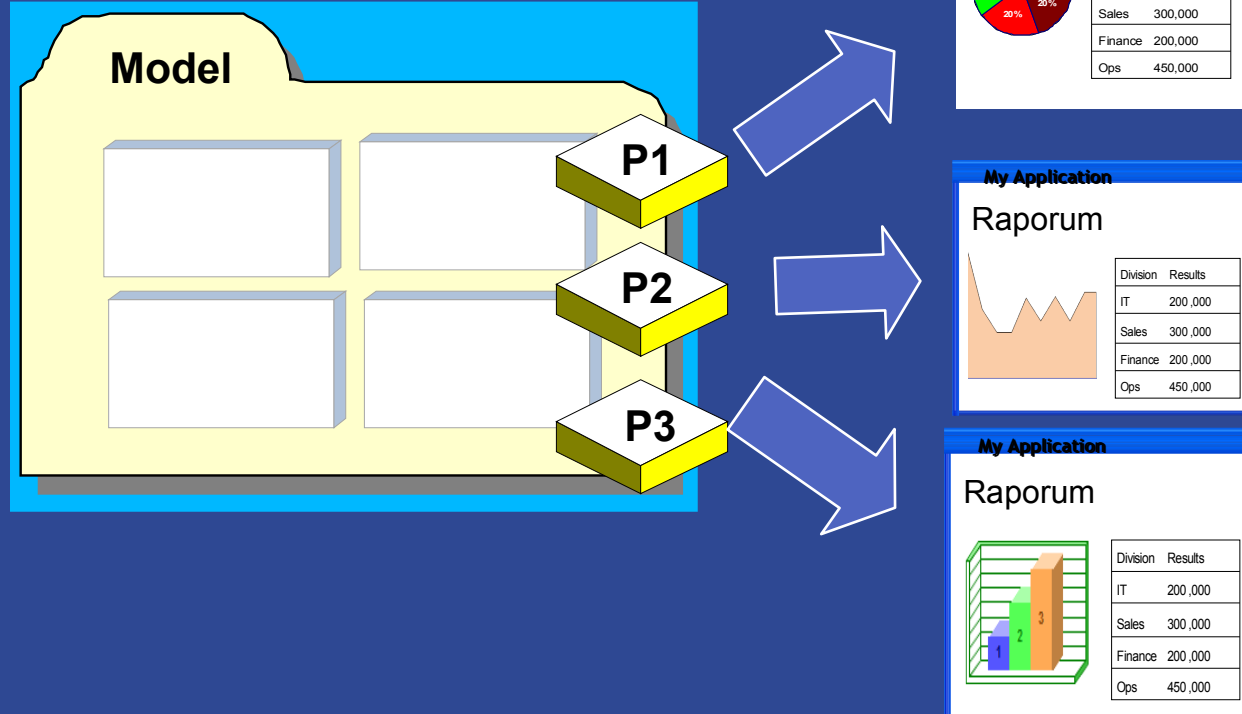 Model
P1
P2
P3
20%
20%
Sales 300,000
Finance 200,000
Ops 450,000
My Application
Raporum
Division Results
IT 200 ,000
Sales 300 ,000
Finance 200 ,000
Ops 450 ,000
My Application
Raporum
1
2
3
Division Results
IT 200 ,000
Sales 300 ,000
Finance 200 ,000
Ops 450 ,000